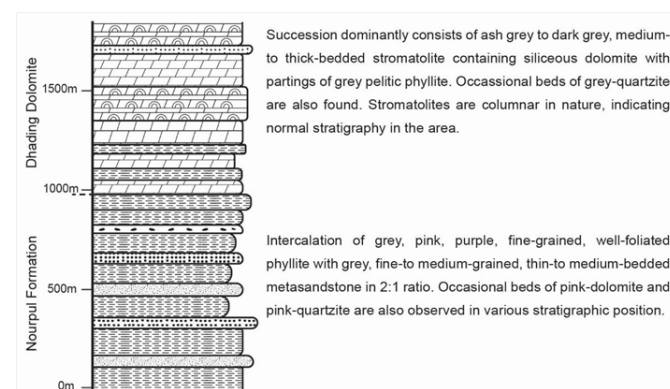 Succession dominantly consists of ash grey to dark grey, medium-
to thick-bedded stromatolite containing siliceous dolomite with
partings of grey pelitic phyllite. Occassional beds of grey-quartzite
are also found. Stromatolites are columnar in nature, indicating
normal stratigraphy in the area.
Dhading Dolomite
1500m
1000m
Intercalation of grey, pink, purple, fine-grained, well-foliated
phyllite with grey, fine-to medium-grained, thin-to medium-bedded
metasandstone in 2:1 ratio. Occasional beds of pink-dolomite and
pink-quartzite are also observed in various stratigraphic position.
Nourpul Formation
500m
0m